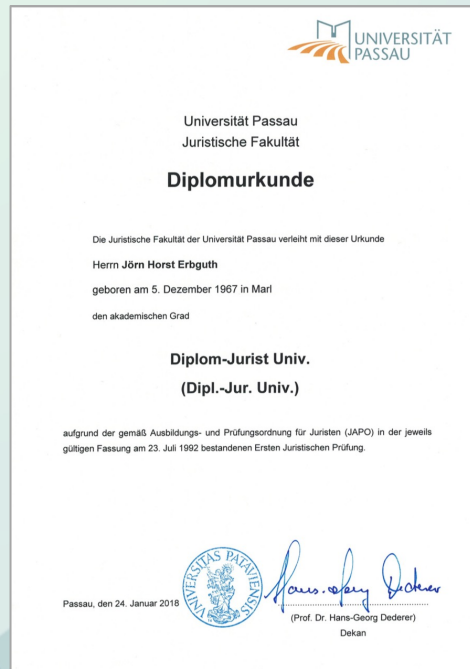 UNIVERSITÄT
PASSAU
Universität Passau
Juristische Fakultät
Diplomurkunde
Die Juristische Fakultät der Universität Passau verleiht mit dieser Urkunde
Herrn Jörn Horst Erbguth
geboren am 5. Dezember 1967 in Marl
den akademischen Grad
Diplom-Jurist Univ.
(Dipl.-Jur. Univ.)
aufgrund der gemäß Ausbildungs- und Prüfungsordnung für Juristen (JAPO) in der jeweils
gültigen Fassung am 23. Juli 1992 bestandenen Ersten Juristischen Prüfung.
UNIVERSITAS PATAVIENSIS
Hans-Georg Dederer
Passau, den 24. Januar 2018
(Prof. Dr. Hans-Georg Dederer)
Dekan